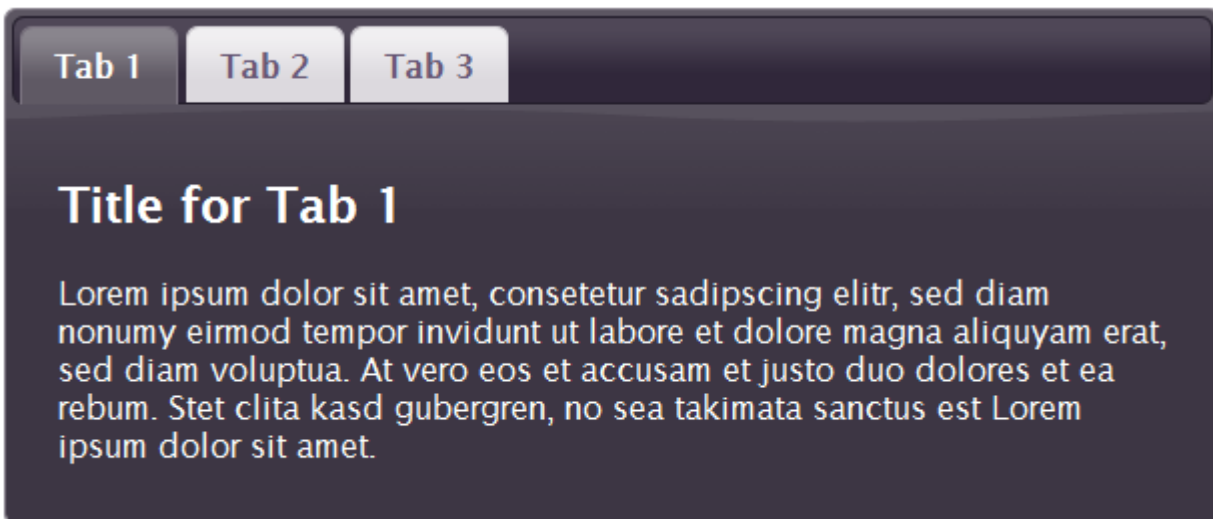 Tab 1 Tab 2 Tab 3
Title for Tab 1
Lorem ipsum dolor sit amet, consetetur sadipscing elitr, sed diam
nonumy eirmod tempor invidunt ut labore et dolore magna aliquyam erat,
sed diam voluptua. At vero eos et accusam et justo duo dolores et ea
rebum. Stet clita kasd gubergren, no sea takimata sanctus est Lorem
ipsum dolor sit amet.